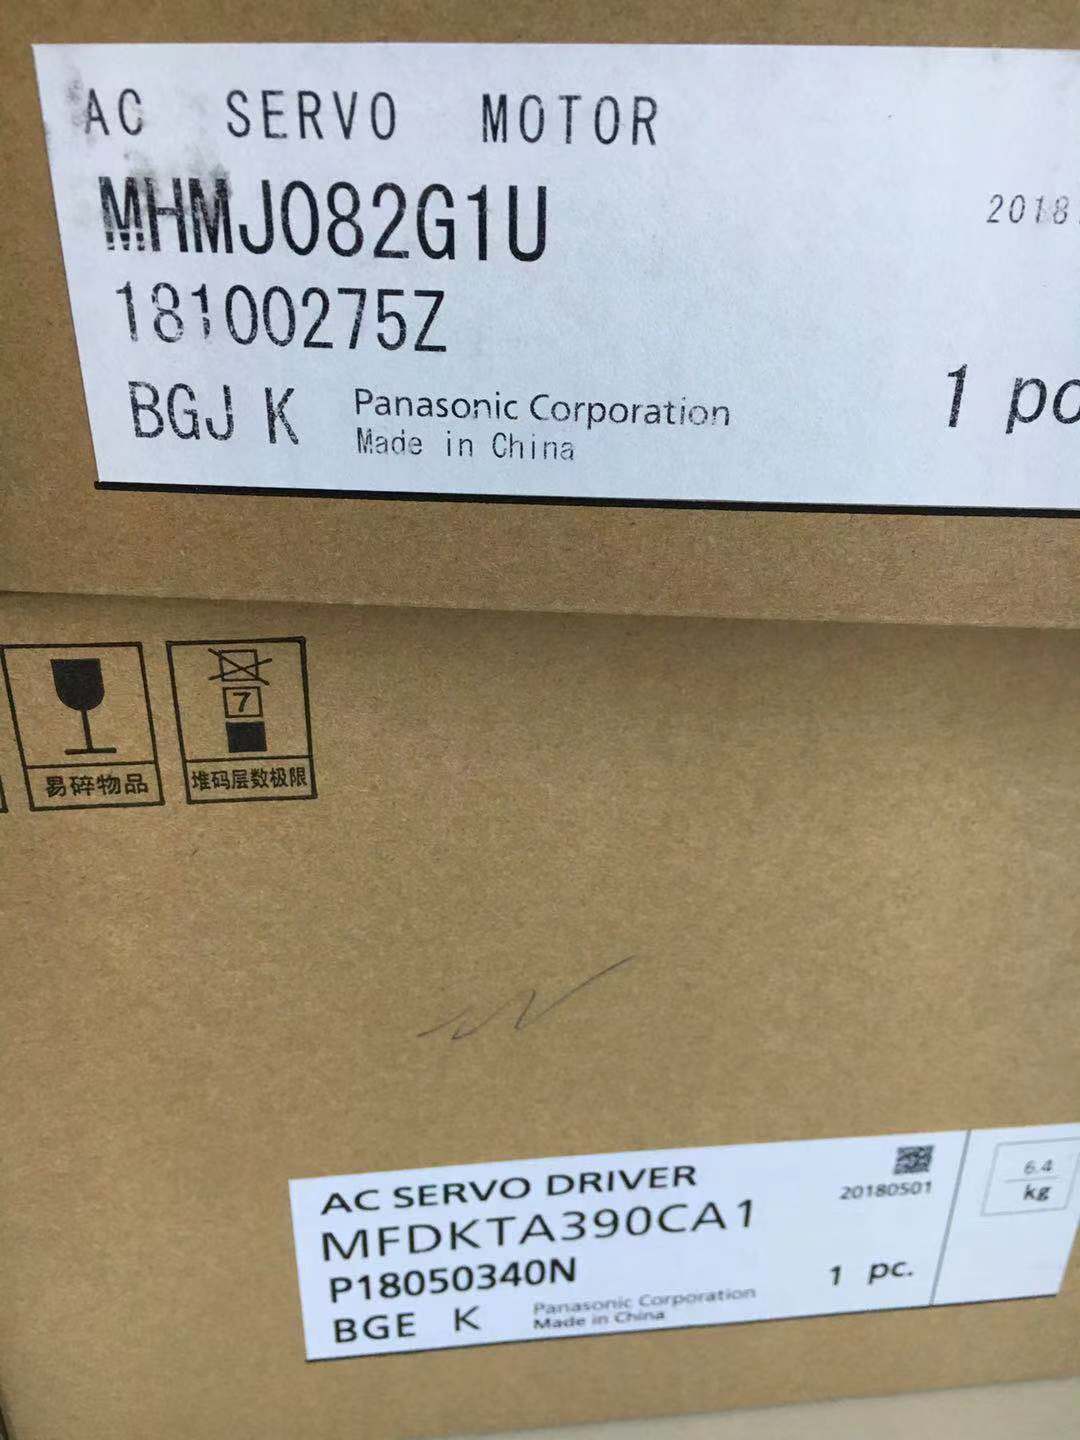 AC SERVO MOTOR
MHMJ082G1U
2018
18100275Z
BGJ K
Panasonic Corporation
Made in China
1 pc
7
易碎物品
堆码层数极限
AC SERVO DRIVER
20180501
6.4
kg
MFDKTA390CA1
P18050340N
1 pc.
BGE K
Panasonic Corporation
Made in China